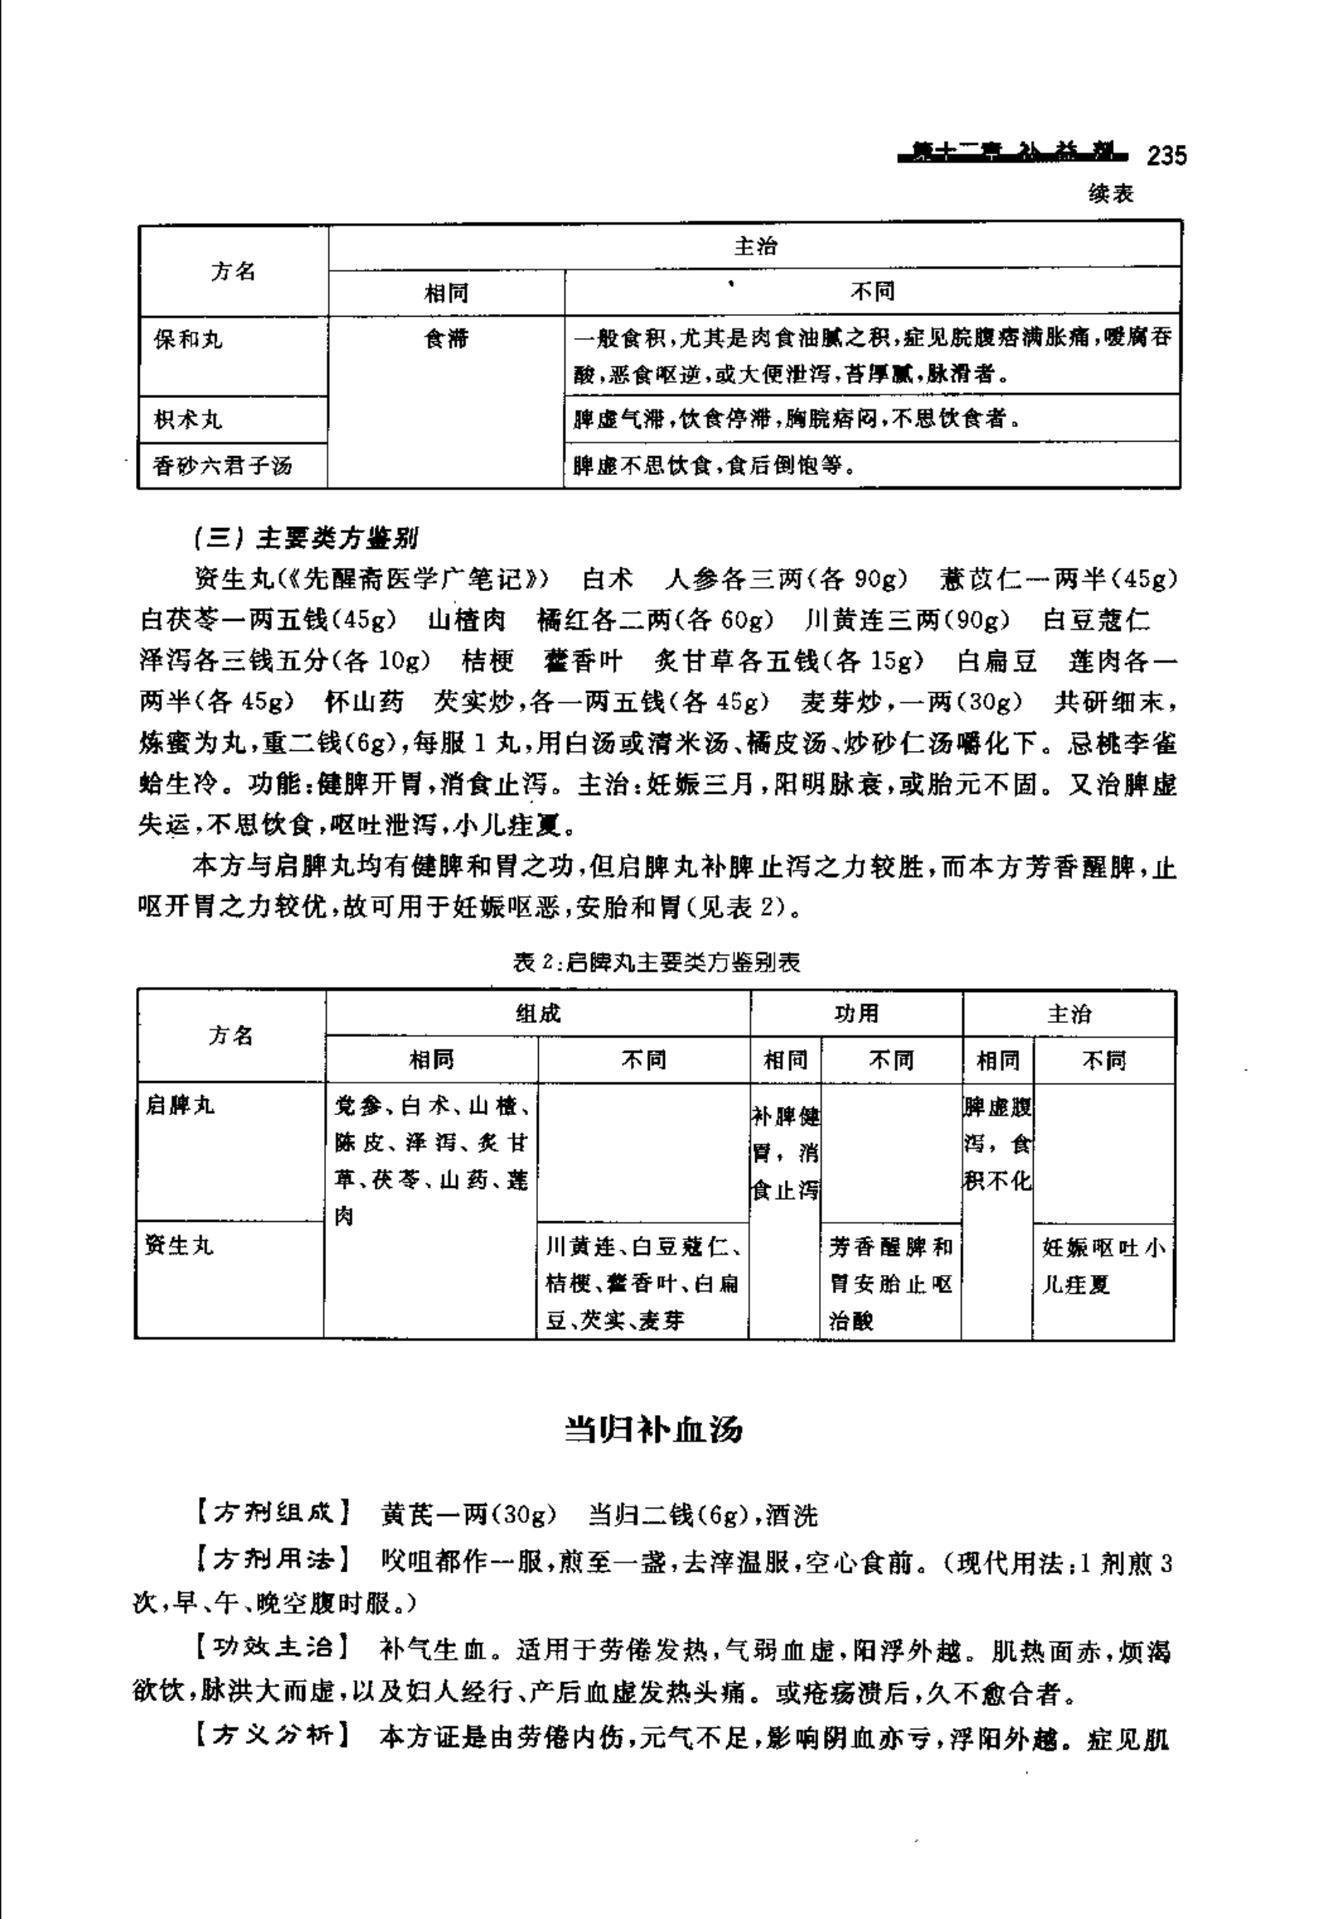 第十二章 补益剂 235
续表
方名
主治
相同
不同
保和丸
食滞
一般食积,尤其是肉食油腻之积,症见脘腹痞满胀痛,嗳腐吞
酸,恶食呕逆,或大便泄泻,苔厚腻,脉滑者。
枳术丸
脾虚气滞,饮食停滞,胸脘痞闷,不思饮食者。
香砂六君子汤
脾虚不思饮食,食后倒饱等。
(三) 主要类方鉴别
资生丸(《先醒斋医学广笔记》) 白术 人参各三两(各 90g) 薏苡仁一两半(45g)
白茯苓一两五钱(45g) 山楂肉 橘红各二两(各 60g) 川黄连三两(90g) 白豆蔻仁
泽泻各三钱五分(各 10g) 桔梗 藿香叶 炙甘草各五钱(各 15g) 白扁豆 莲肉各一
两半(各 45g) 怀山药 芡实炒,各一两五钱(各 45g) 麦芽炒,一两(30g) 共研细末,
炼蜜为丸,重二钱(6g),每服 1 丸,用白汤或清米汤、橘皮汤、炒砂仁汤嚼化下。忌桃李雀
蛤生冷。功能:健脾开胃,消食止泻。主治:妊娠三月,阳明脉衰,或胎元不固。又治脾虚
失运,不思饮食,呕吐泄泻,小儿疰夏。
本方与启脾丸均有健脾和胃之功,但启脾丸补脾止泻之力较胜,而本方芳香醒脾,止
呕开胃之力较优,故可用于妊娠呕恶,安胎和胃(见表 2)。
表 2:启脾丸主要类方鉴别表
方名
组成
功用
主治
相同
不同
相同
不同
相同
不同
启脾丸
党参、白术、山楂、
陈皮、泽泻、炙甘
草、茯苓、山药、莲
肉
补脾健
胃，消
食止泻
脾虚腹
泻，食
积不化
资生丸
川黄连、白豆蔻仁、
桔梗、藿香叶、白扁
豆、芡实、麦芽
芳香醒脾和
胃安胎止呕
治酸
妊娠呕吐小
儿疰夏
当归补血汤
【方剂组成】 黄芪一两(30g) 当归二钱(6g),酒洗
【方剂用法】 㕮咀都作一服,煎至一盏,去滓温服,空心食前。(现代用法:1 剂煎 3
次,早、午、晚空腹时服。)
【功效主治】 补气生血。适用于劳倦发热,气弱血虚,阳浮外越。肌热面赤,烦渴
欲饮,脉洪大而虚,以及妇人经行、产后血虚发热头痛。或疮疡溃后,久不愈合者。
【方义分析】 本方证是由劳倦内伤,元气不足,影响阴血亦亏,浮阳外越。症见肌